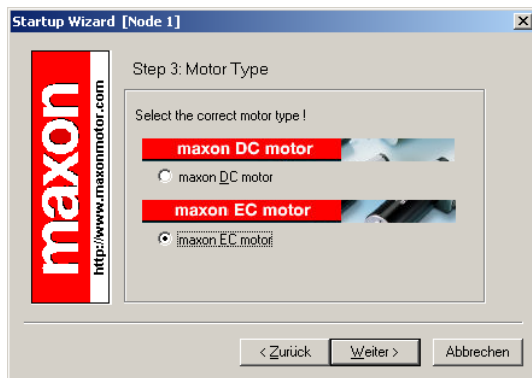 Startup Wizard [Node 1]
maxon
http://www.maxonmotor.com
Step 3: Motor Type
Select the correct motor type !
maxon DC motor
maxon DC motor
maxon EC motor
maxon EC motor
< Zurück
Weiter >
Abbrechen